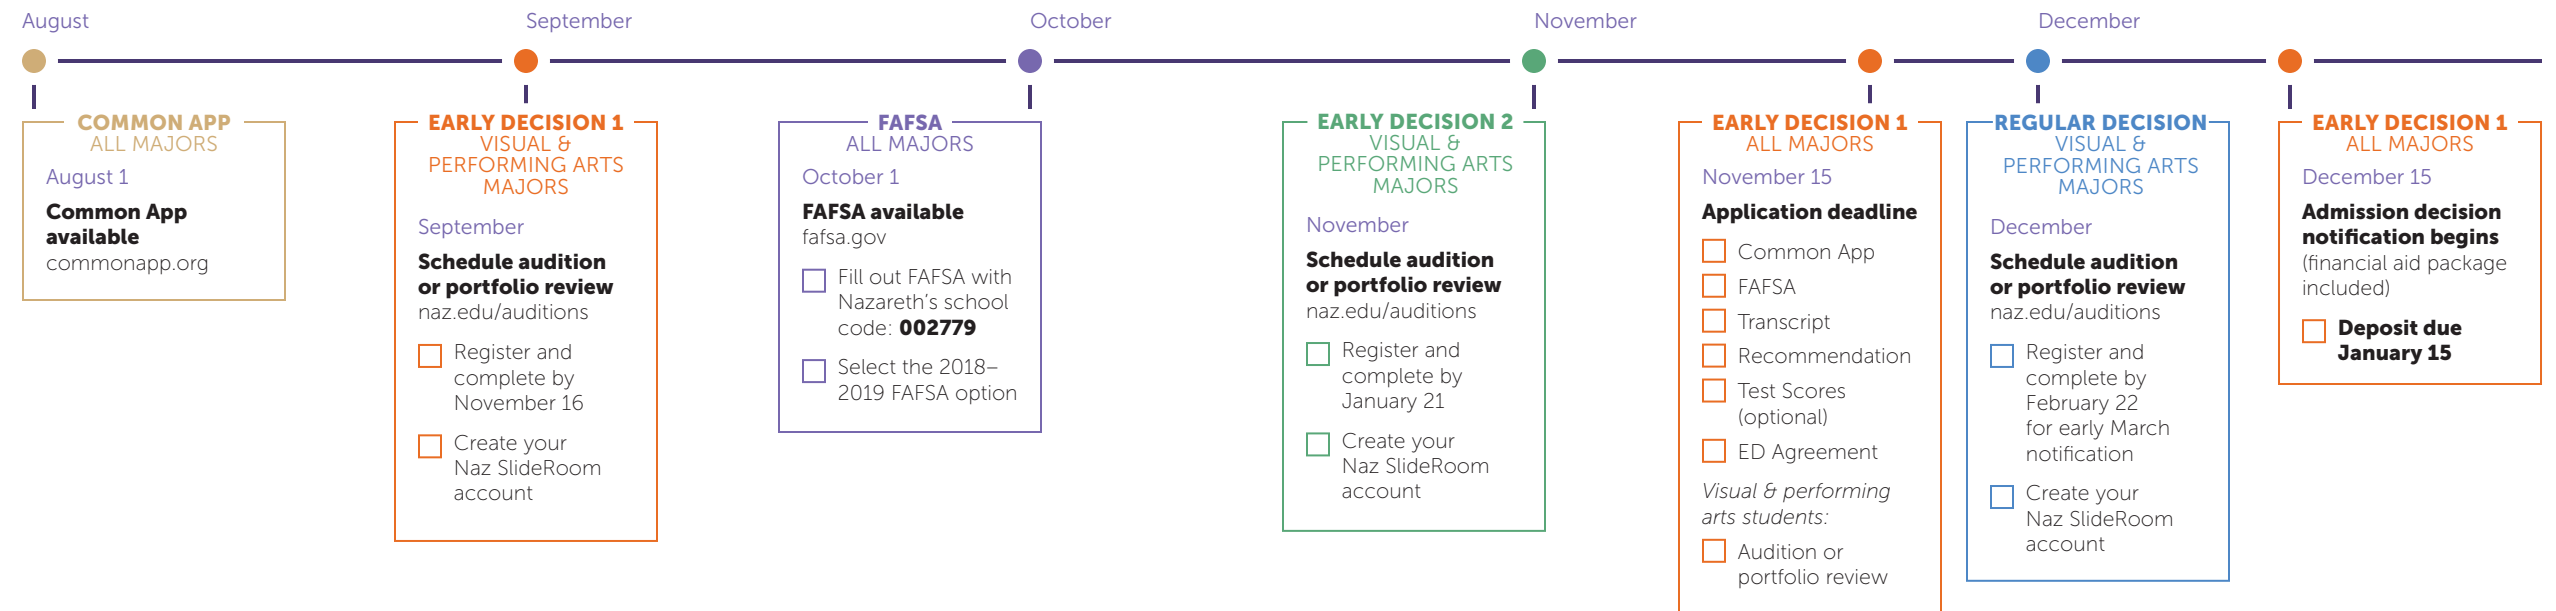 August
September
October
November
December
COMMON APP
ALL MAJORS
August 1
Common App
available
commonapp.org
EARLY DECISION 1
VISUAL &
PERFORMING ARTS
MAJORS
September
Schedule audition
or portfolio review
naz.edu/auditions
Register and
complete by
November 16
Create your
Naz SlideRoom
account
FAFSA
ALL MAJORS
October 1
FAFSA available
fafsa.gov
Fill out FAFSA with
Nazareth’s school
code: 002779
Select the 2018–
2019 FAFSA option
EARLY DECISION 2
VISUAL &
PERFORMING ARTS
MAJORS
November
Schedule audition
or portfolio review
naz.edu/auditions
Register and
complete by
January 21
Create your
Naz SlideRoom
account
EARLY DECISION 1
ALL MAJORS
November 15
Application deadline
Common App
FAFSA
Transcript
Recommendation
Test Scores
(optional)
ED Agreement
Visual & performing
arts students:
Audition or
portfolio review
REGULAR DECISION
VISUAL &
PERFORMING ARTS
MAJORS
December
Schedule audition
or portfolio review
naz.edu/auditions
Register and
complete by
February 22
for early March
notification
Create your
Naz SlideRoom
account
EARLY DECISION 1
ALL MAJORS
December 15
Admission decision
notification begins
(financial aid package
included)
Deposit due
January 15